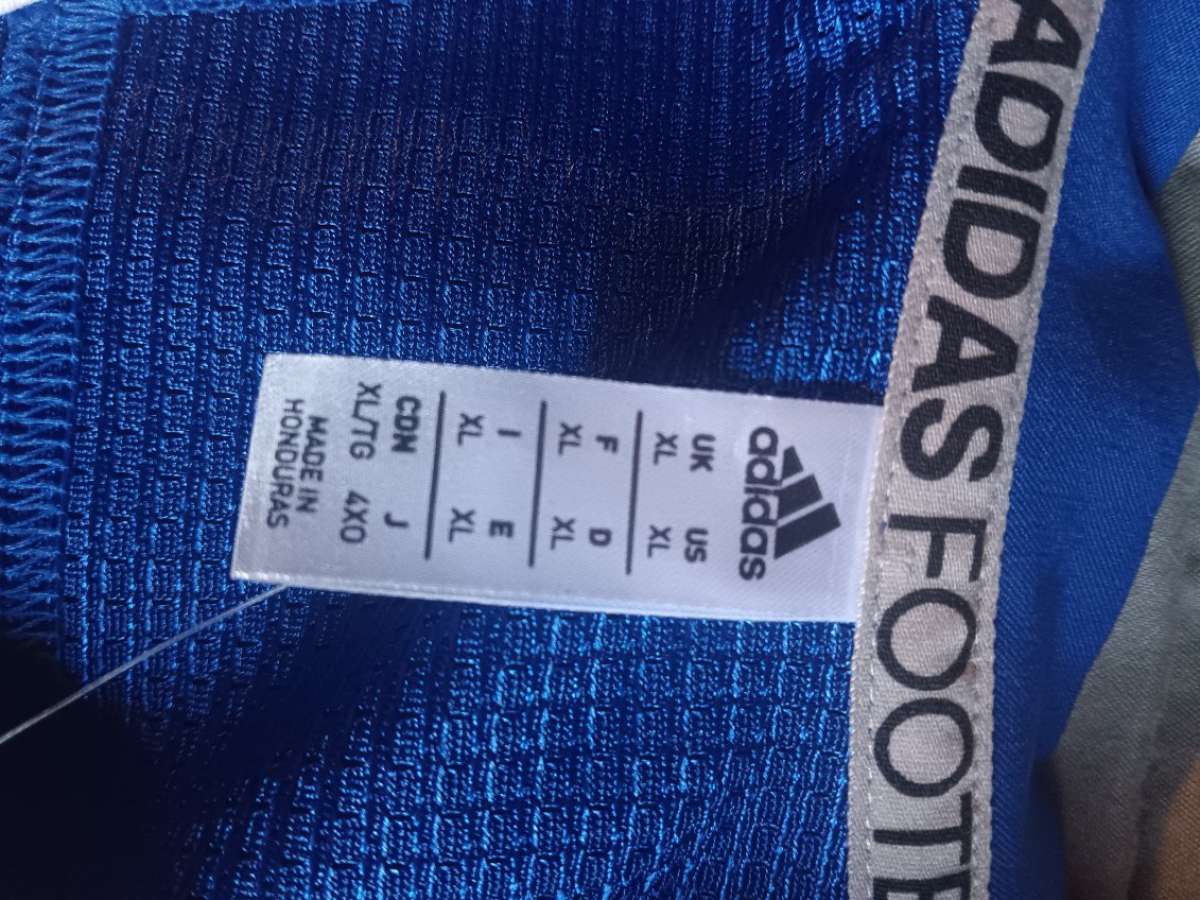 ADIDAS FOOTB
adidas
UK US
XL XL
F D
XL XL
I E
XL XL
CDN J
XL/TG 4XO
MADE IN
HONDURAS